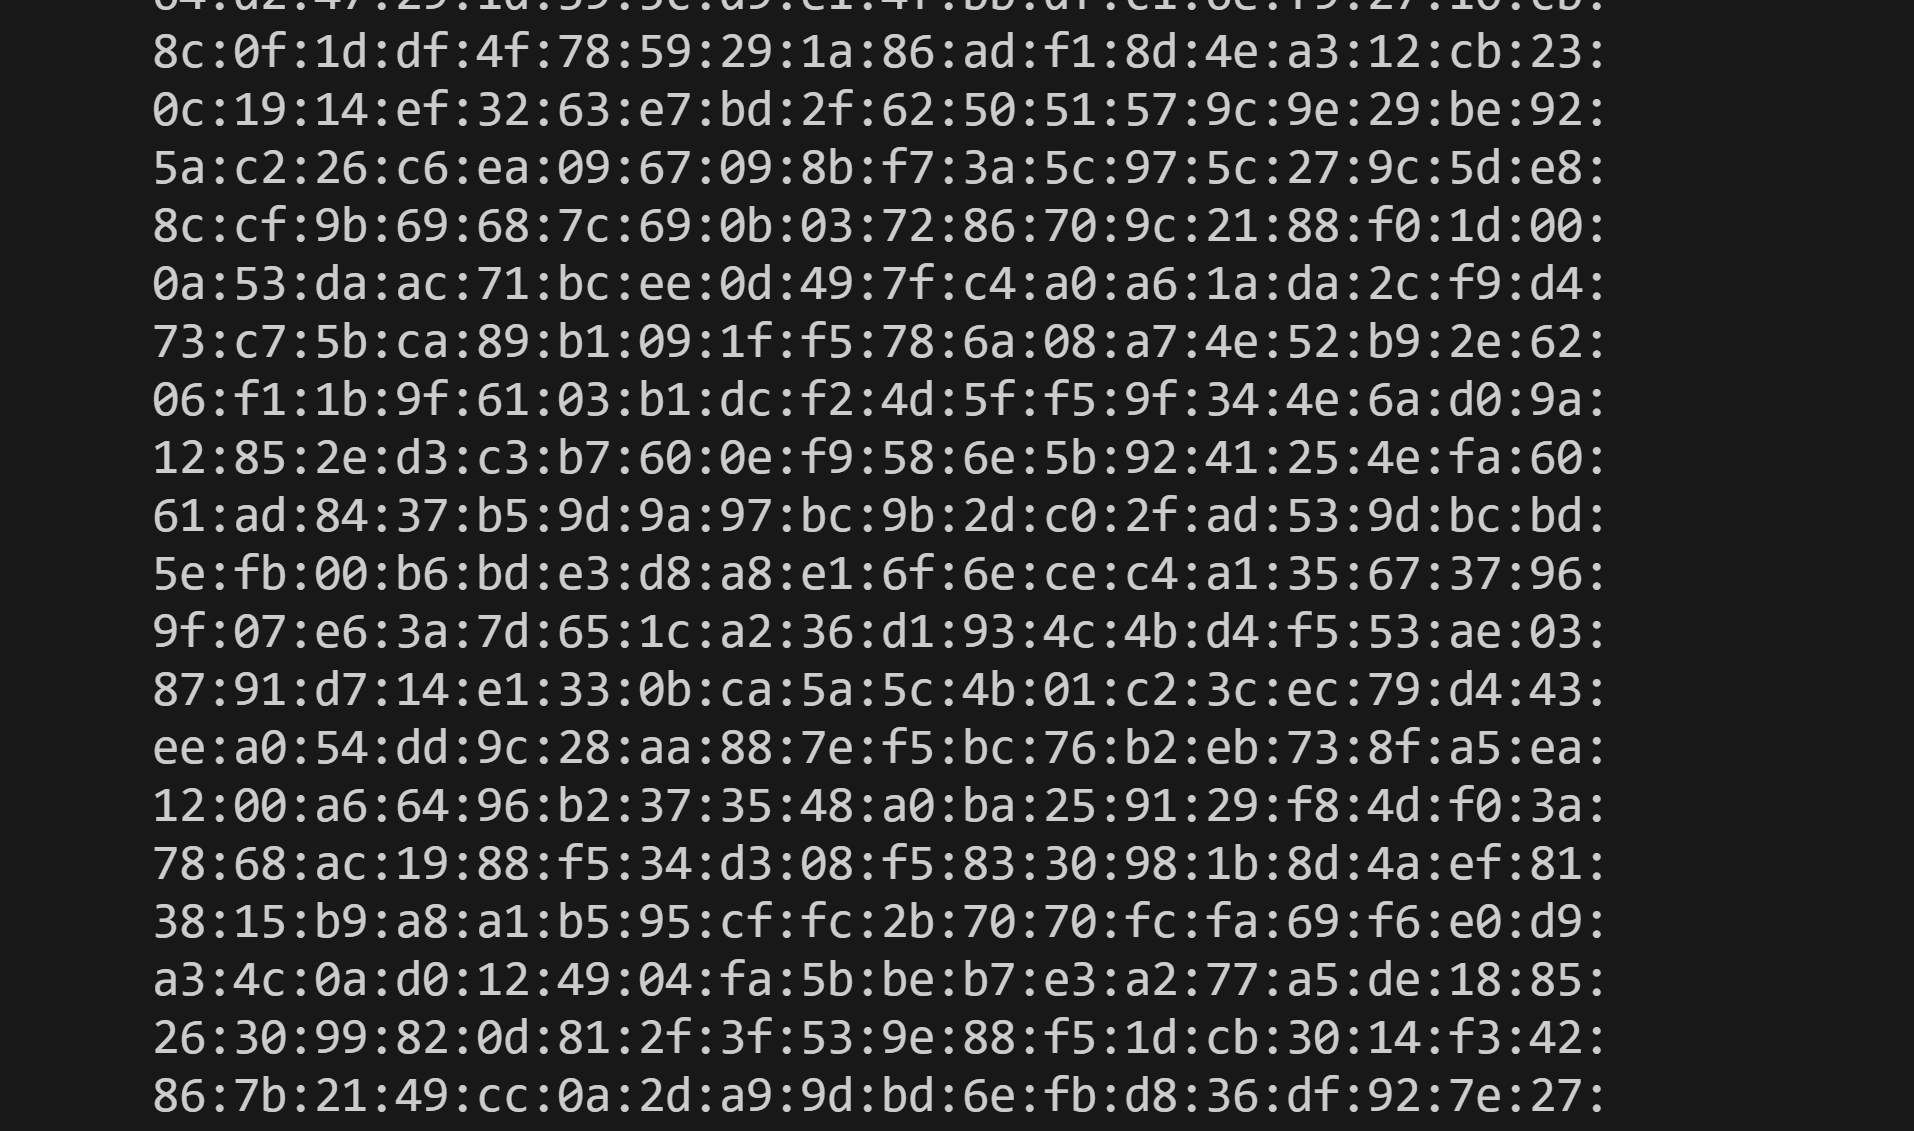 8c:0f:1d:df:4f:78:59:29:1a:86:ad:f1:8d:4e:a3:12:cb:23:
0c:19:14:ef:32:63:e7:bd:2f:62:50:51:57:9c:9e:29:be:92:
5a:c2:26:c6:ea:09:67:09:8b:f7:3a:5c:97:5c:27:9c:5d:e8:
8c:cf:9b:69:68:7c:69:0b:03:72:86:70:9c:21:88:f0:1d:00:
0a:53:da:ac:71:bc:ee:0d:49:7f:c4:a0:a6:1a:da:2c:f9:d4:
73:c7:5b:ca:89:b1:09:1f:f5:78:6a:08:a7:4e:52:b9:2e:62:
06:f1:1b:9f:61:03:b1:dc:f2:4d:5f:f5:9f:34:4e:6a:d0:9a:
12:85:2e:d3:c3:b7:60:0e:f9:58:6e:5b:92:41:25:4e:fa:60:
61:ad:84:37:b5:9d:9a:97:bc:9b:2d:c0:2f:ad:53:9d:bc:bd:
5e:fb:00:b6:bd:e3:d8:a8:e1:6f:6e:ce:c4:a1:35:67:37:96:
9f:07:e6:3a:7d:65:1c:a2:36:d1:93:4c:4b:d4:f5:53:ae:03:
87:91:d7:14:e1:33:0b:ca:5a:5c:4b:01:c2:3c:ec:79:d4:43:
ee:a0:54:dd:9c:28:aa:88:7e:f5:bc:76:b2:eb:73:8f:a5:ea:
12:00:a6:64:96:b2:37:35:48:a0:ba:25:91:29:f8:4d:f0:3a:
78:68:ac:19:88:f5:34:d3:08:f5:83:30:98:1b:8d:4a:ef:81:
38:15:b9:a8:a1:b5:95:cf:fc:2b:70:70:fc:fa:69:f6:e0:d9:
a3:4c:0a:d0:12:49:04:fa:5b:be:b7:e3:a2:77:a5:de:18:85:
26:30:99:82:0d:81:2f:3f:53:9e:88:f5:1d:cb:30:14:f3:42:
86:7b:21:49:cc:0a:2d:a9:9d:bd:6e:fb:d8:36:df:92:7e:27: